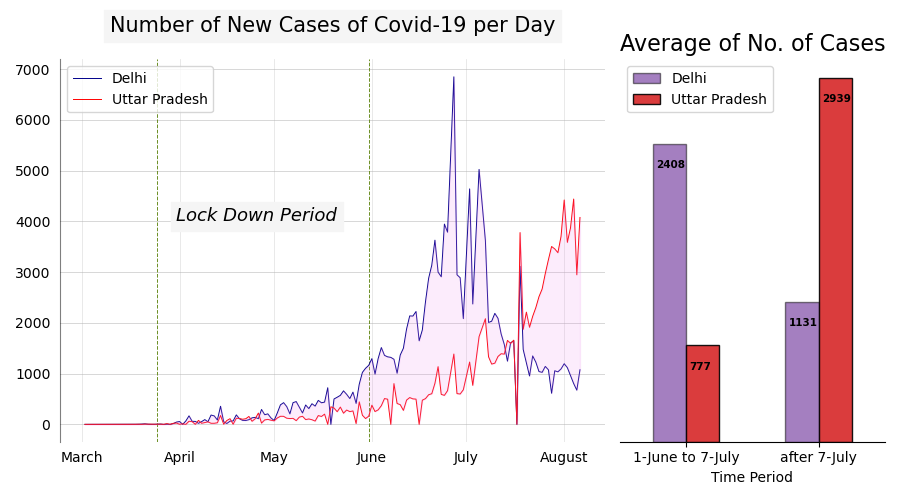 Number of New Cases of Covid-19 per Day
Delhi
Uttar Pradesh
7000
6000
5000
4000
3000
2000
1000
0
Lock Down Period
March April May June July August
Average of No. of Cases
Delhi
Uttar Pradesh
2408
777
1131
2939
1-June to 7-July after 7-July
Time Period